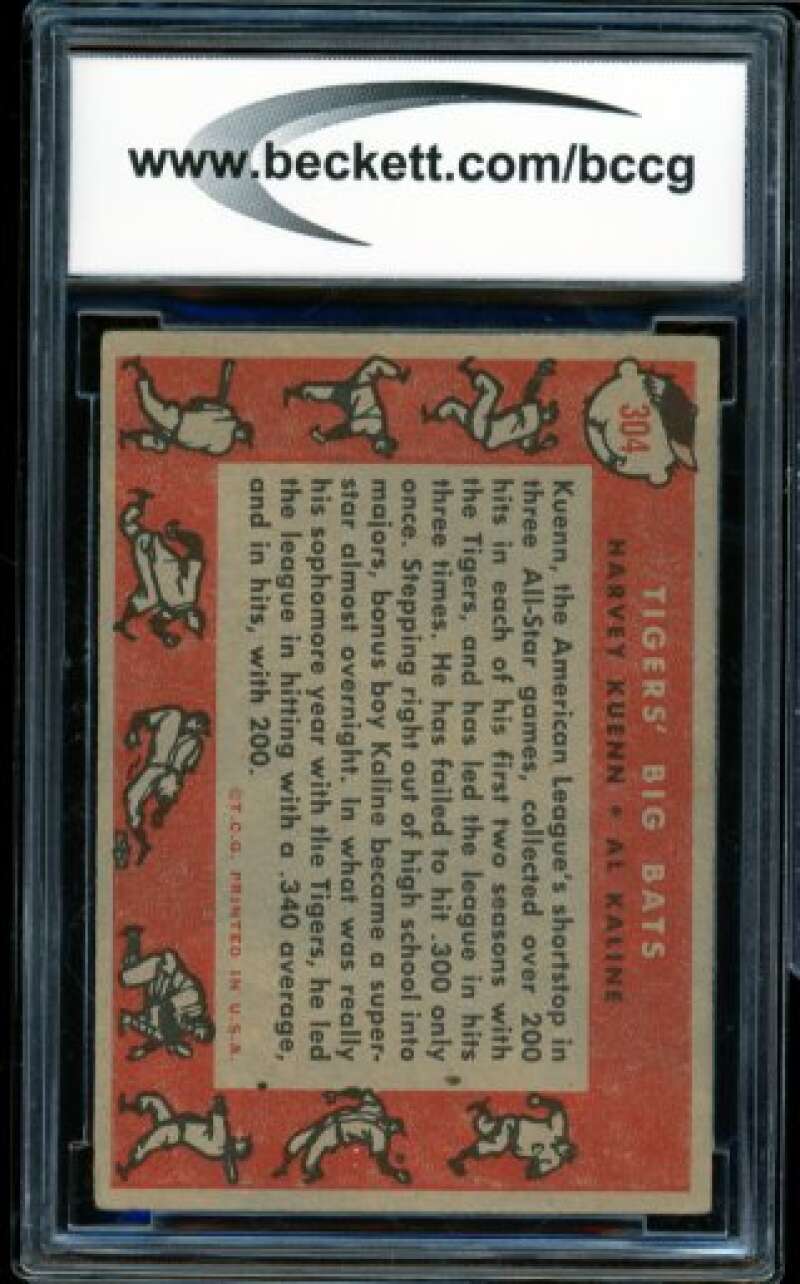 www.beckett.com/bccg
304
TIGERS' BIG BATS
HARVEY KUENN • AL KALINE
Kuenn, the American League's shortstop in
three All-Star games, collected over 200
hits in each of his first two seasons with
the Tigers, and has led the league in hits
three times. He has failed to hit .300 only
once. Stepping right out of high school into
majors, bonus boy Kaline became a super-
star almost overnight. In what was really
his sophomore year with the Tigers, he led
the league in hitting with a .340 average,
and in hits, with 200.
©T.C.G. PRINTED IN U.S.A.